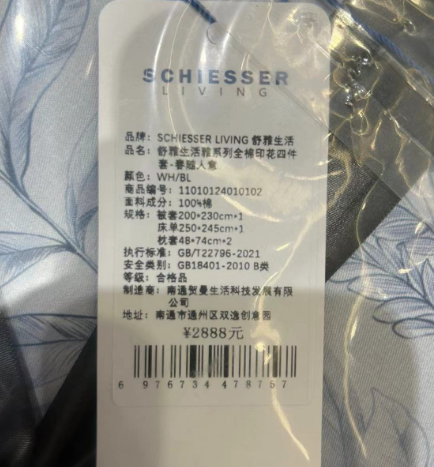 SCHIESSER
LIVING
品牌: SCHIESSER LIVING 舒雅生活
品名: 舒雅生活雅系列全棉印花四件
套-春
人意
颜色: WH/BL
商品编号: 11010124010102
面料成分: 100%棉
规格: 被套200*230cm*1
床单250*245cm*1
枕套48*74cm*2
执行标准: GB/T22796-2021
安全类别: GB18401-2010 B类
等级: 合格品
制造商: 南通贺曼生活科技发展有限
公司
地址: 南通市通州区双逸创意园
¥2888元
6 976734 478757